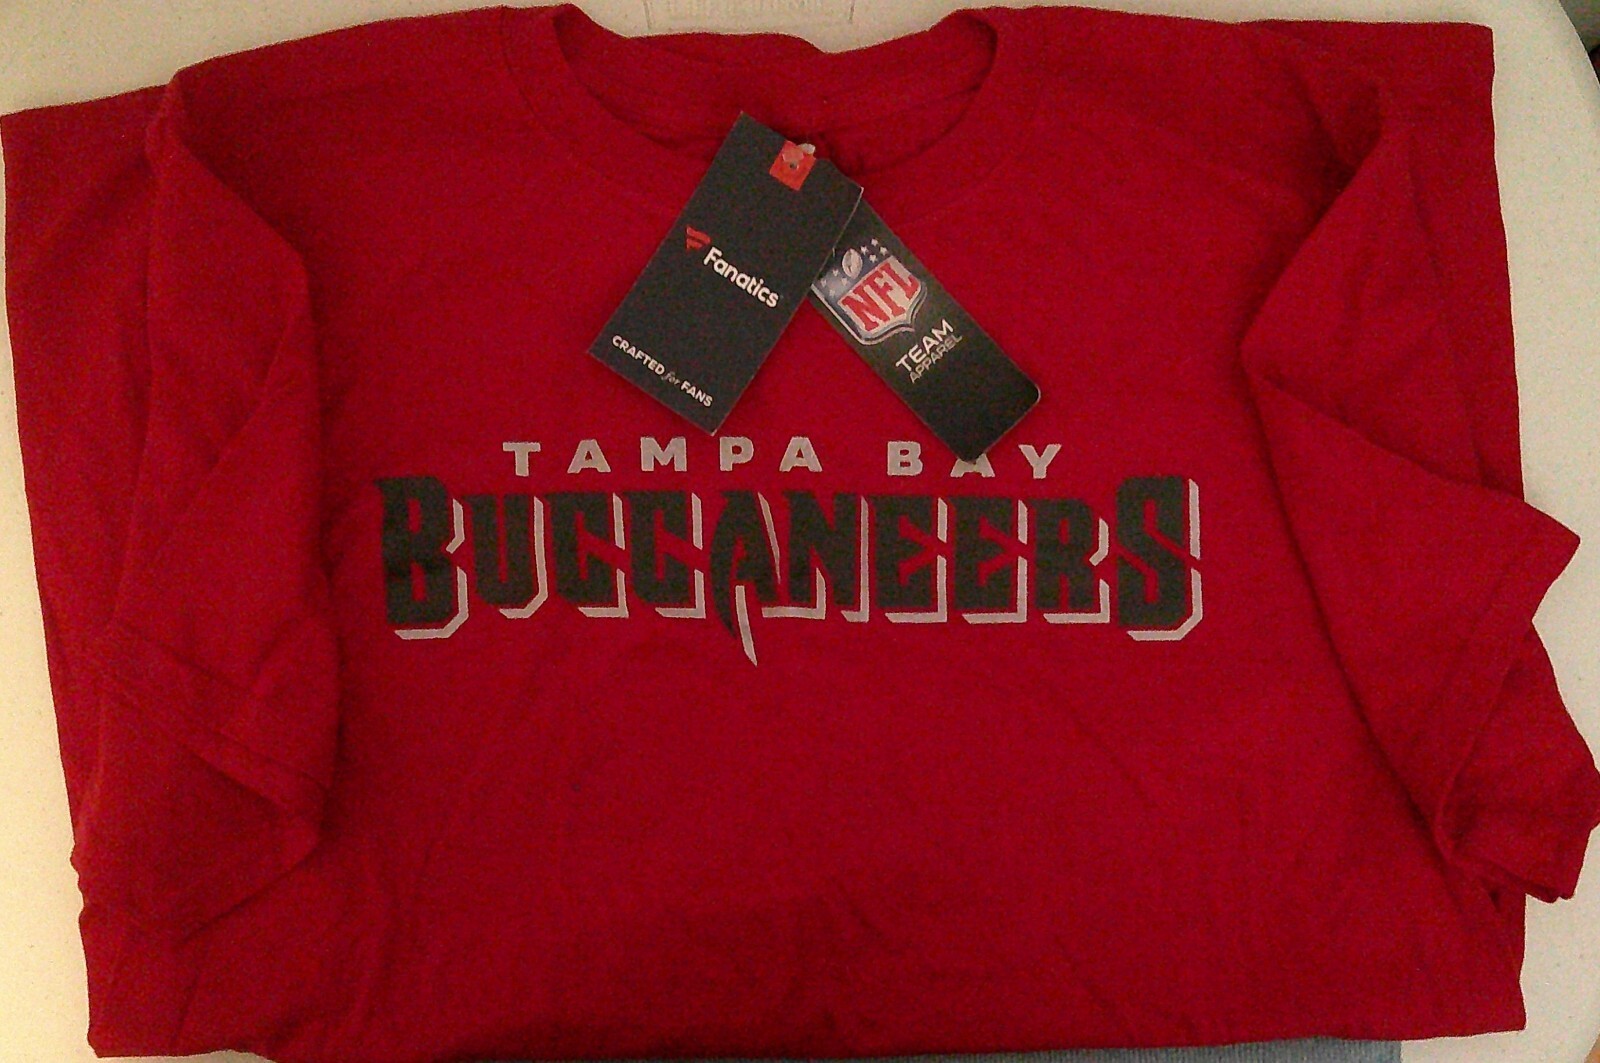 Fanatics
CRAFTED for FANS
NFL
TEAM
APPAREL
TAMPA BAY
BUCCANEERS